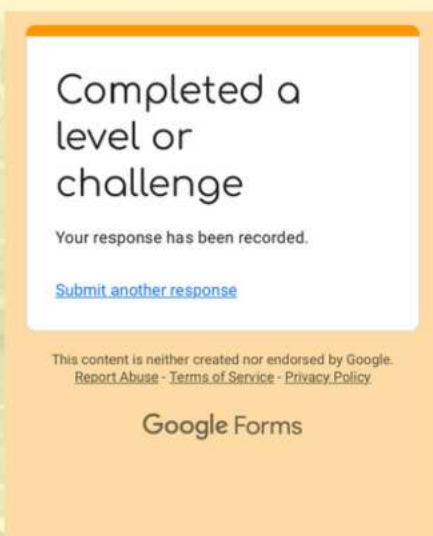 Completed a
level or
challenge
Your response has been recorded.
Submit another response
This content is neither created nor endorsed by Google.
Report Abuse - Terms of Service - Privacy Policy
Google Forms